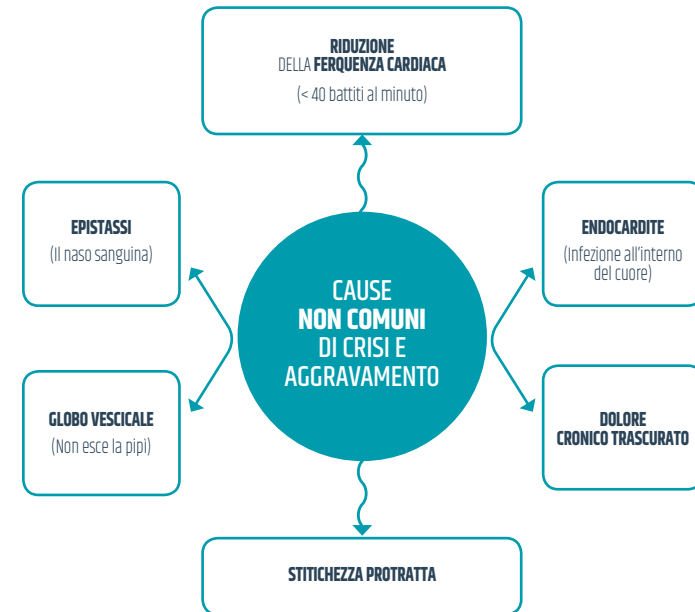 RIDUZIONE
DELLA FERQUENZA CARDIACA
(< 40 battiti al minuto)
EPISTASSI
(Il naso sanguina)
ENDOCARDITE
(Infezione all'interno
del cuore)
CAUSE
NON COMUNI
DI CRISI E
AGGRAVAMENTO
GLOBO VESCICALE
(Non esce la pipi)
DOLORE
CRONICO TRASCURATO
STITICHEZZA PROTRATTA